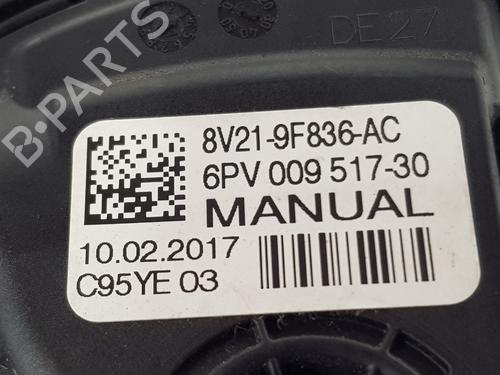 DE27
8V21-9F836-AC
6PV 009 517-30
MANUAL
10.02.2017
C95YE 03
B-PARTS